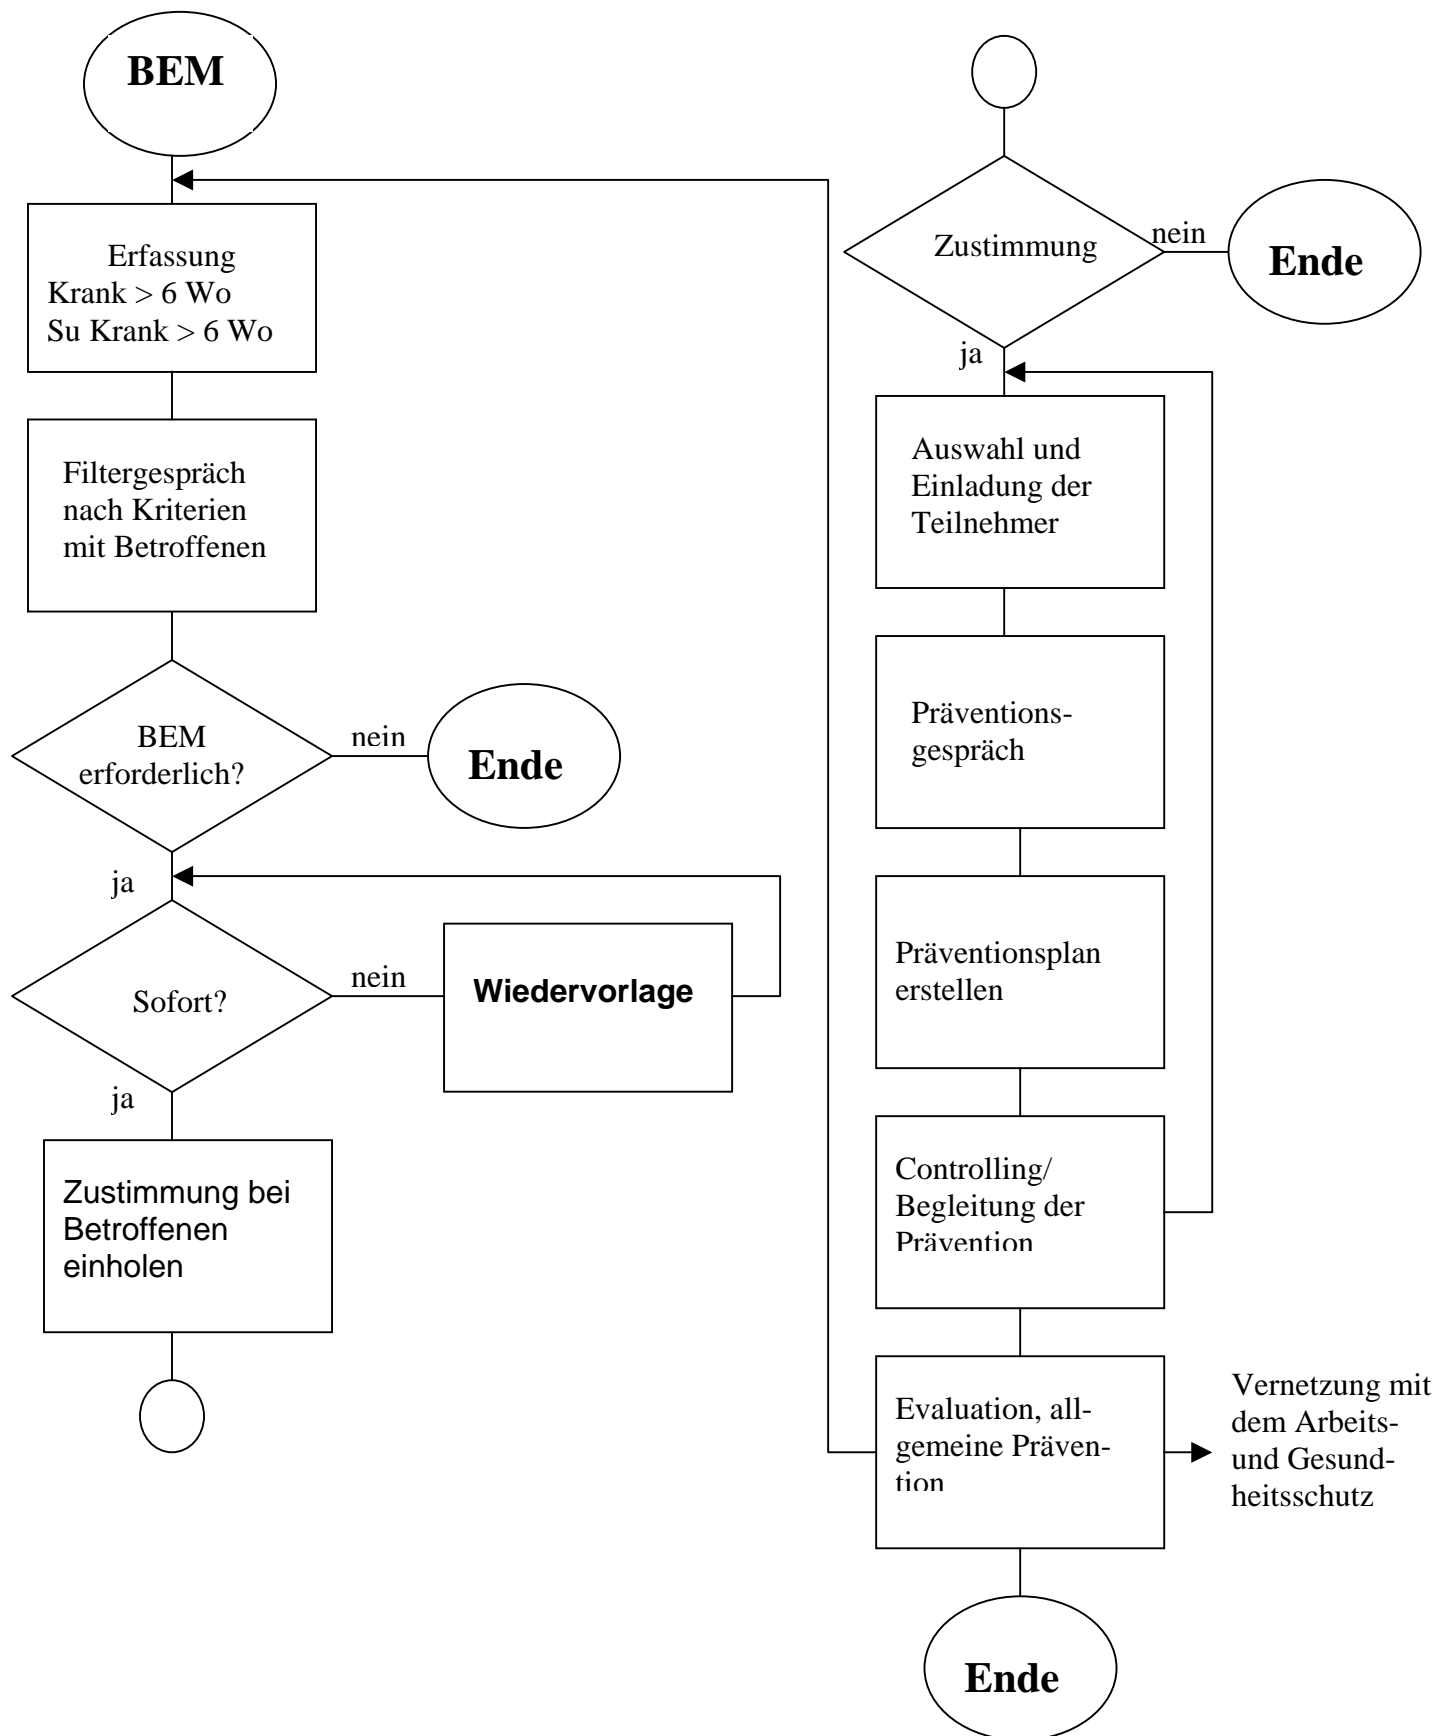 BEM
Erfassung
Krank > 6 Wo
Su Krank > 6 Wo
Filtergespräch
nach Kriterien
mit Betroffenen
BEM
erforderlich?
nein
Ende
ja
Sofort?
nein
Wiedervorlage
ja
Zustimmung bei
Betroffenen
einholen
Zustimmung
nein
Ende
ja
Auswahl und
Einladung der
Teilnehmer
Präventions-
gespräch
Präventionsplan
erstellen
Controlling/
Begleitung der
Prävention
Evaluation, all-
gemeine Präven-
tion
Vernetzung mit
dem Arbeits-
und Gesund-
heitsschutz
Ende